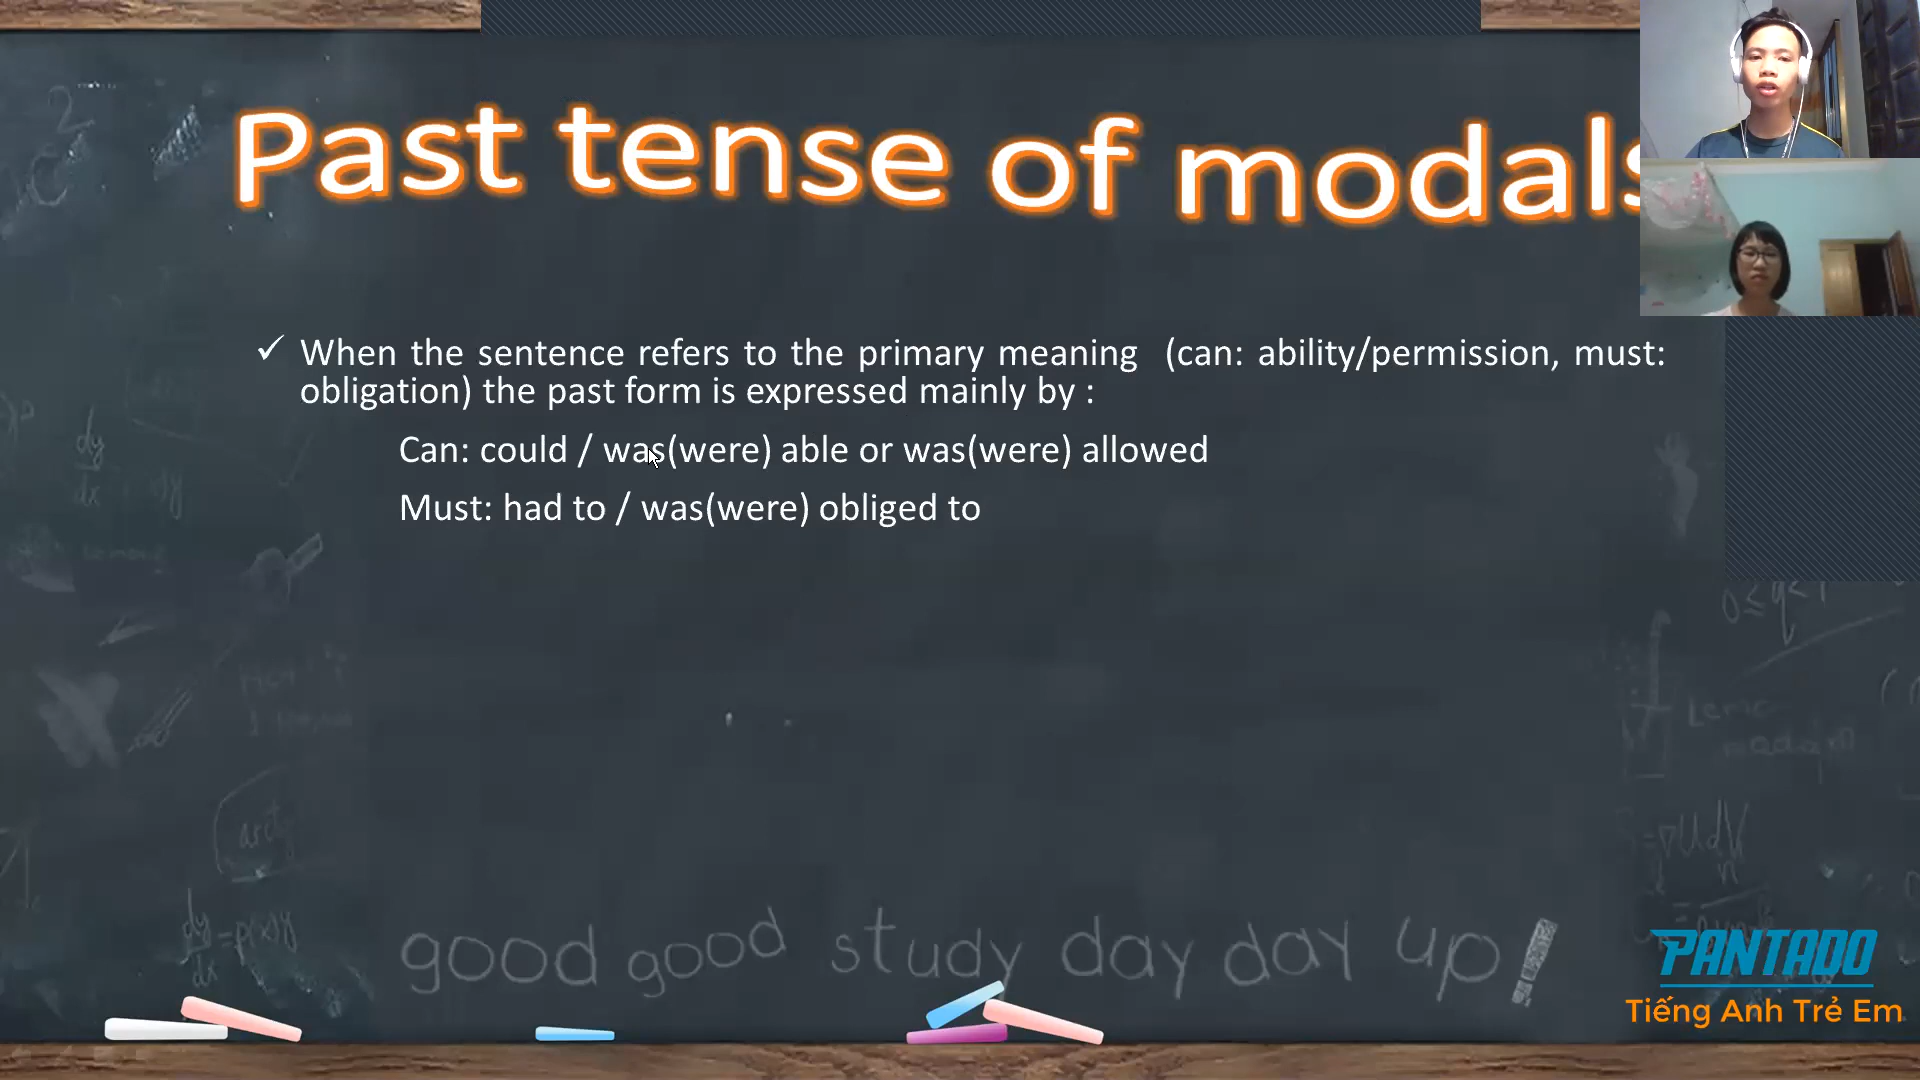 Past tense of modals
✓ When the sentence refers to the primary meaning (can: ability/permission, must:
obligation) the past form is expressed mainly by :
Can: could / was(were) able or was(were) allowed
Must: had to / was(were) obliged to
good good study day day up!
PANTADO
Tiếng Anh Trẻ Em